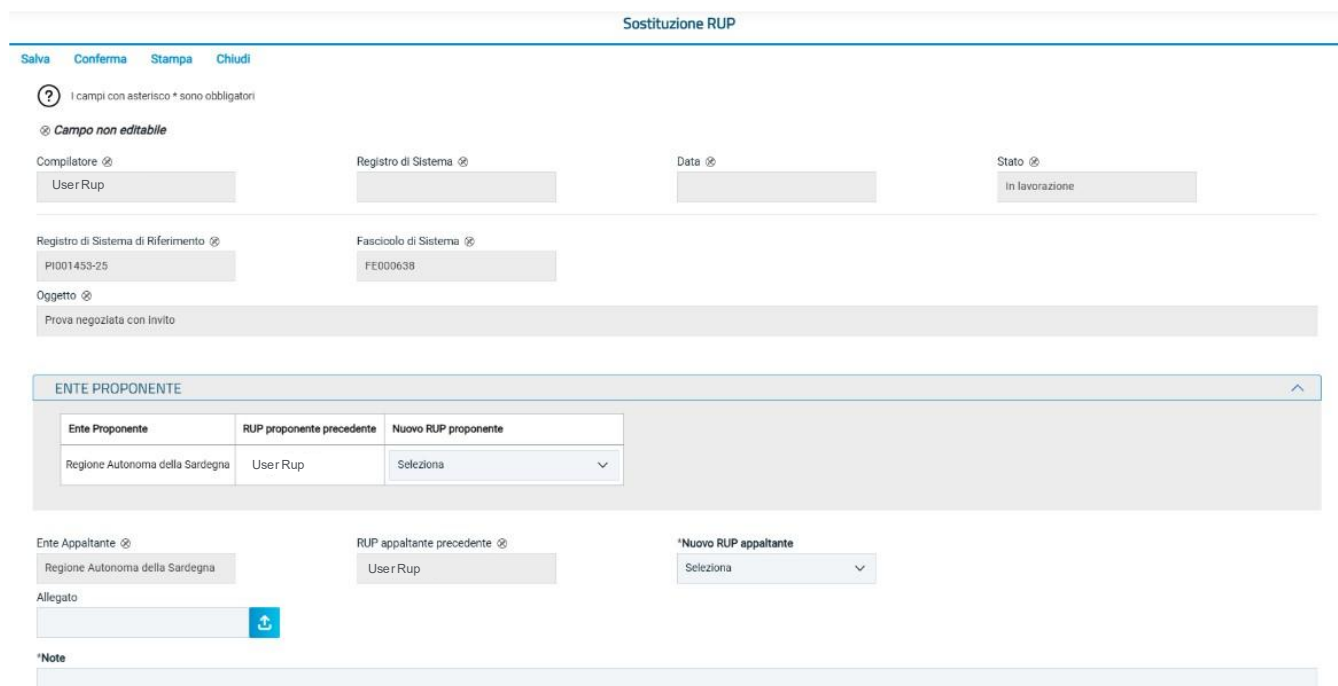 Sostituzione RUP
Salva Conferma Stampa Chiudi
? I campi con asterisco * sono obbligatori
Campo non editabile
Compilatore Registro di Sistema Data Stato
User Rup In lavorazione
Registro di Sistema di Riferimento Fascicolo di Sistema
PI001453-25 FE000638
Oggetto
Prova negoziata con invito
ENTE PROPONENTE
Ente Proponente RUP proponente precedente Nuovo RUP proponente
Regione Autonoma della Sardegna User Rup Seleziona
Ente Appaltante RUP appaltante precedente *Nuovo RUP appaltante
Regione Autonoma della Sardegna User Rup Seleziona
Allegato
*Note